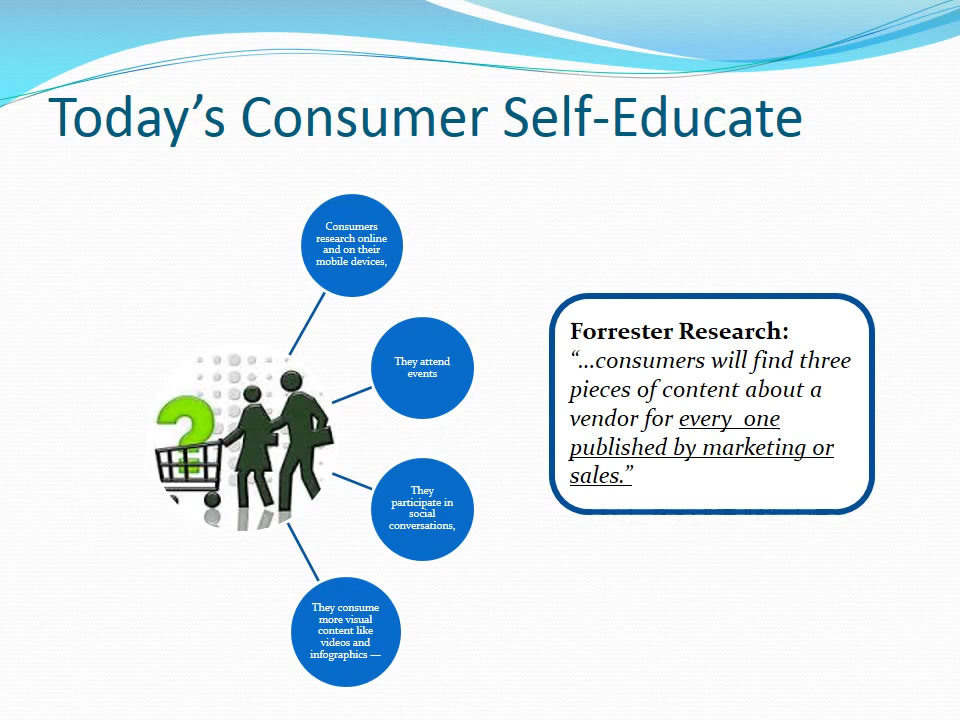 Today’s Consumer Self-Educate
Consumers
research online
and on their
mobile devices,
They attend
events
They
participate in
social
conversations,
They consume
more visual
content like
videos and
infographics —
Forrester Research:
“…consumers will find three
pieces of content about a
vendor for every one
published by marketing or
sales.”